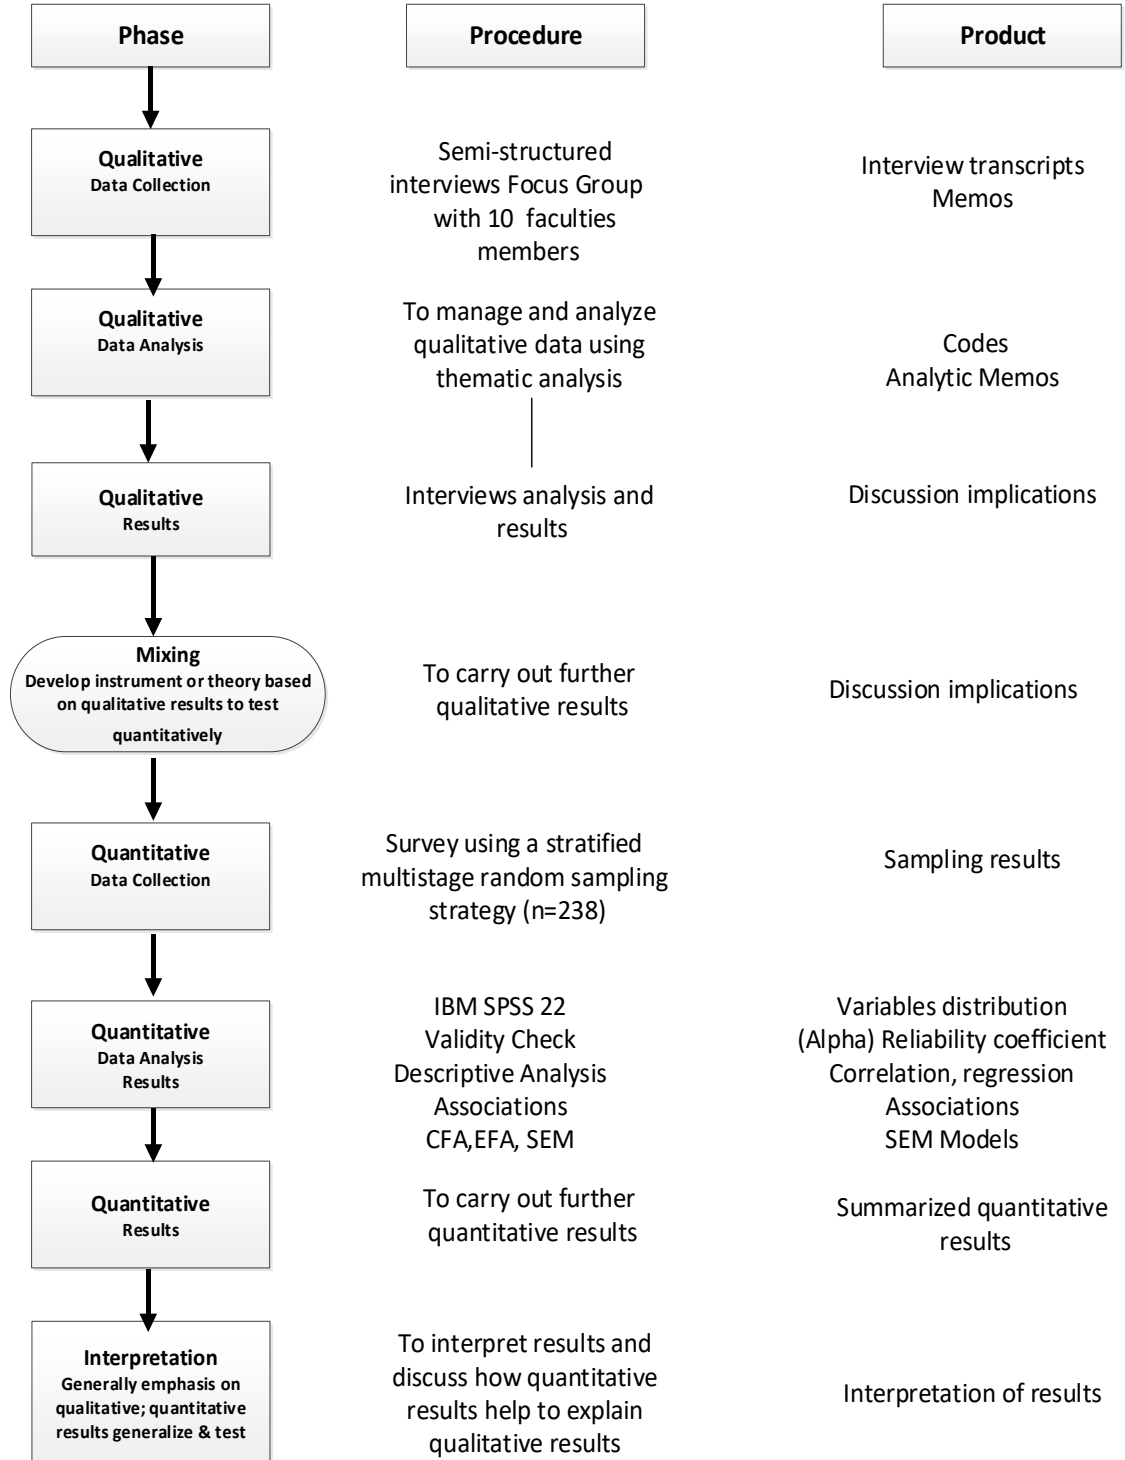 Phase
Procedure
Product
Qualitative
Data Collection
Semi-structured
interviews Focus Group
with 10 faculties
members
Interview transcripts
Memos
Qualitative
Data Analysis
To manage and analyze
qualitative data using
thematic analysis
Codes
Analytic Memos
Qualitative
Results
Interviews analysis and
results
Discussion implications
Mixing
Develop instrument or theory based
on qualitative results to test
quantitatively
To carry out further
qualitative results
Discussion implications
Quantitative
Data Collection
Survey using a stratified
multistage random sampling
strategy (n=238)
Sampling results
Quantitative
Data Analysis
Results
IBM SPSS 22
Validity Check
Descriptive Analysis
Associations
CFA,EFA, SEM
Variables distribution
(Alpha) Reliability coefficient
Correlation, regression
Associations
SEM Models
Quantitative
Results
To carry out further
quantitative results
Summarized quantitative
results
Interpretation
Generally emphasis on
qualitative; quantitative
results generalize & test
To interpret results and
discuss how quantitative
results help to explain
qualitative results
Interpretation of results